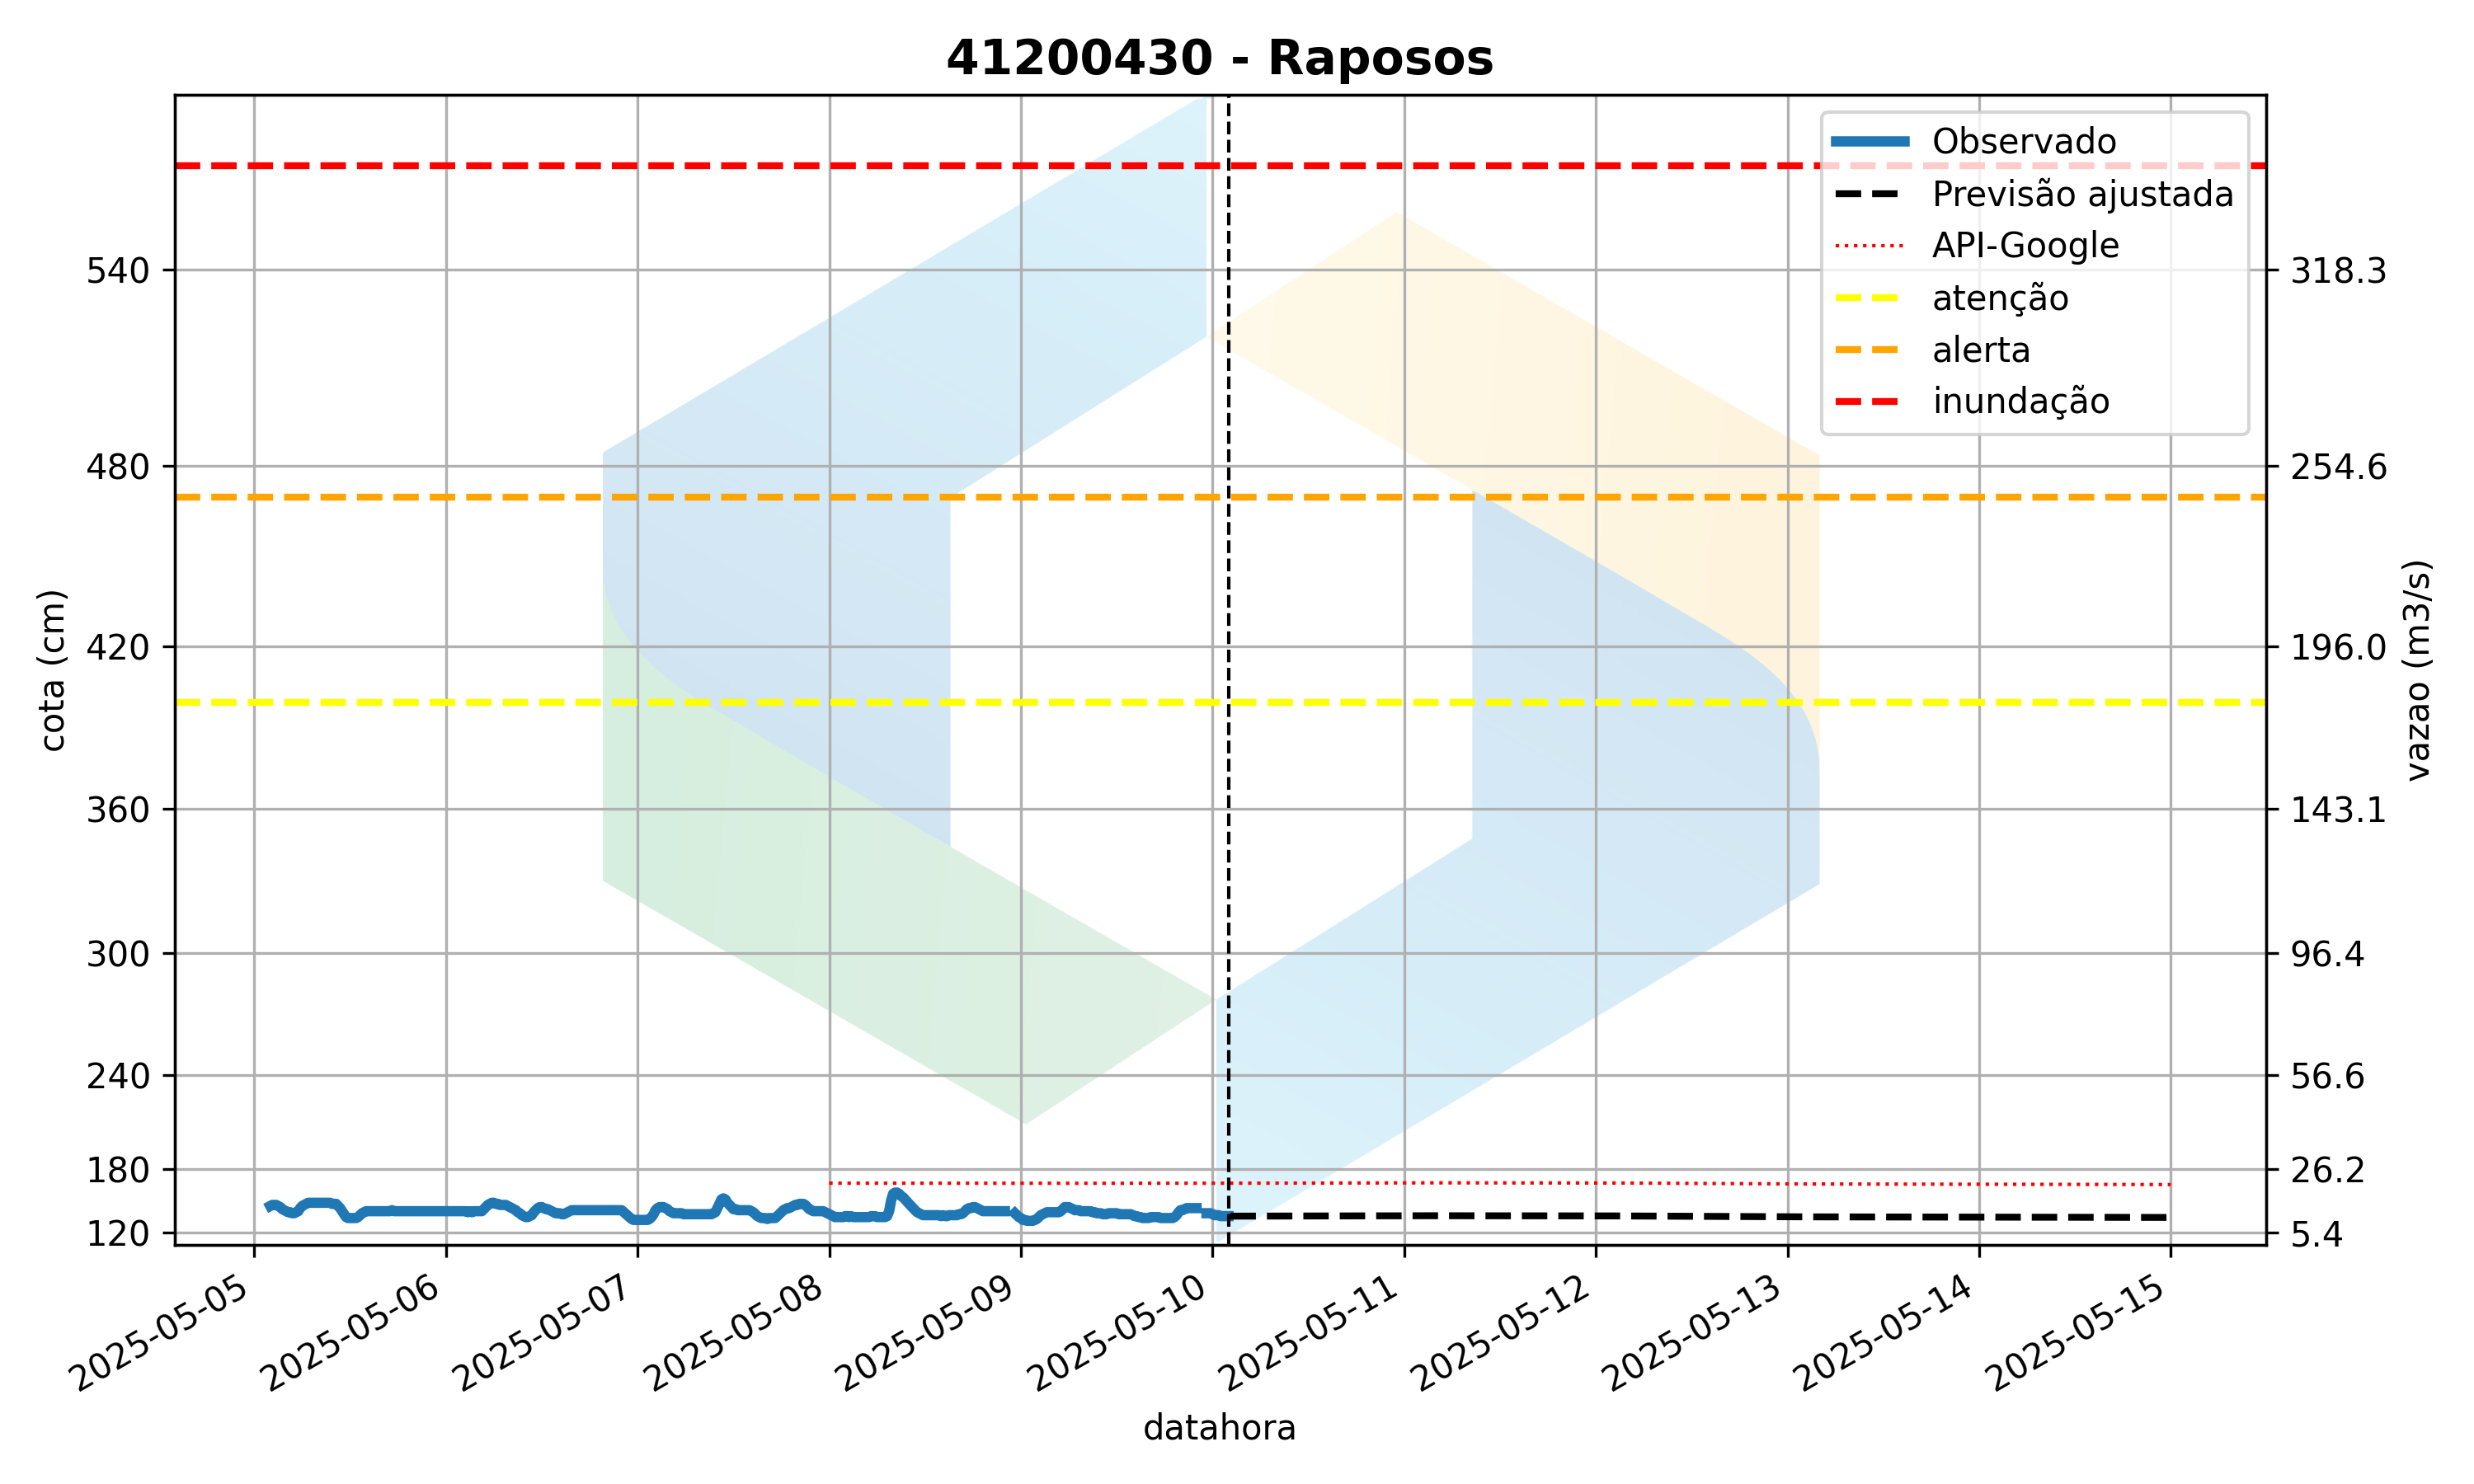 41200430 - Raposos
Observado
Previsão ajustada
API-Google
atenção
alerta
inundação
540
480
420
360
300
240
180
120
cota (cm)
318.3
254.6
196.0
143.1
96.4
56.6
26.2
5.4
vazao (m3/s)
2025-05-05
2025-05-06
2025-05-07
2025-05-08
2025-05-09
2025-05-10
2025-05-11
2025-05-12
2025-05-13
2025-05-14
2025-05-15
datahora